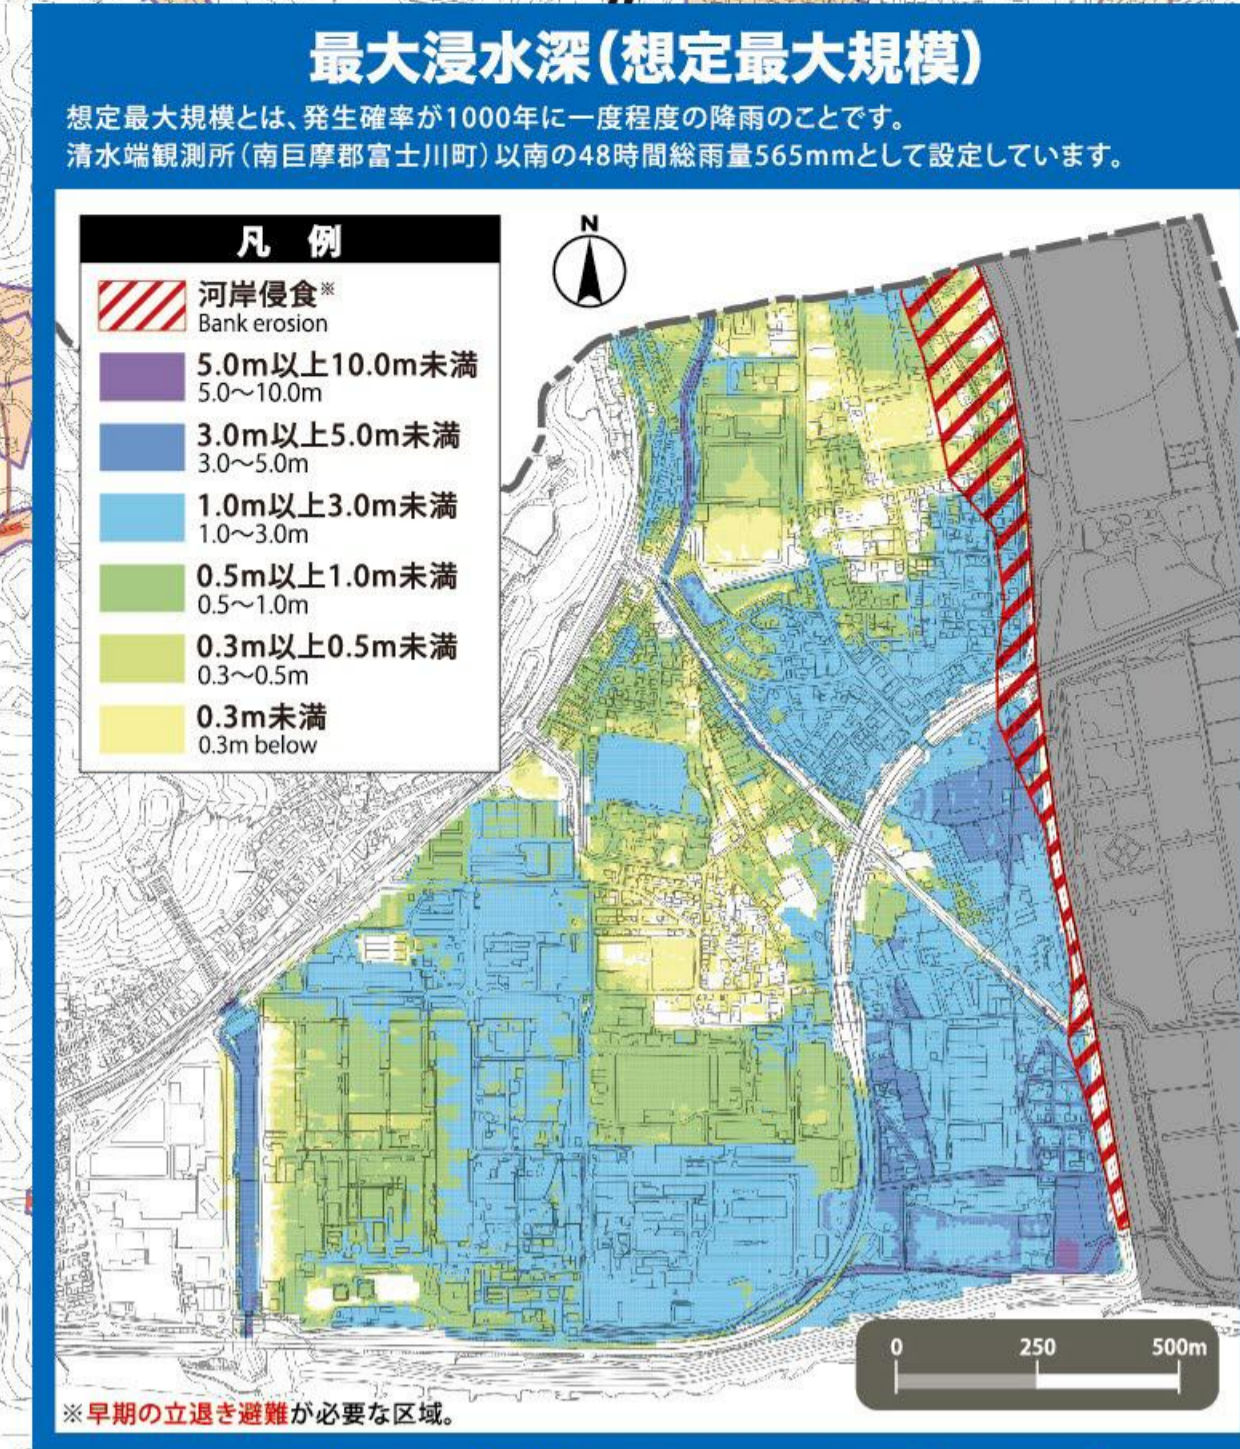 最大浸水深(想定最大規模)
想定最大規模とは、発生確率が1000年に一度程度の降雨のことです。
清水端観測所(南巨摩郡富士川町)以南の48時間総雨量565mmとして設定しています。
凡 例
河岸侵食※
Bank erosion
5.0m以上10.0m未満
5.0〜10.0m
3.0m以上5.0m未満
3.0〜5.0m
1.0m以上3.0m未満
1.0〜3.0m
0.5m以上1.0m未満
0.5〜1.0m
0.3m以上0.5m未満
0.3〜0.5m
0.3m未満
0.3m below
N
0 250 500m
※早期の立退き避難が必要な区域。